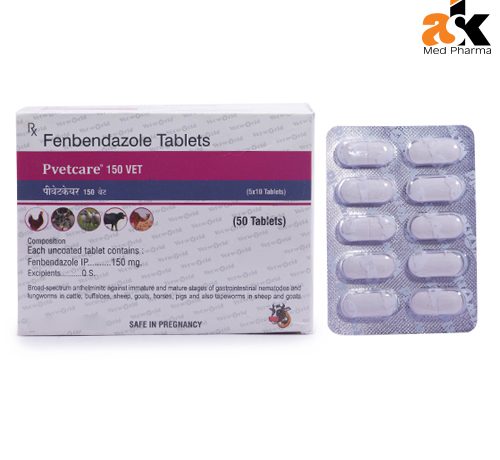 atk
Med Pharma
Rx
Fenbendazole Tablets
Pvetcare® 150 VET
पीवेटकेयर 150 वेट
(5x10 Tablets)
(50 Tablets)
Composition
Each uncoated tablet contains :
Fenbendazole IP..........150 mg.
Excipients.........Q.S.
Broad-spectrum anthelmintic against immature and mature stages of gastrointestinal nematodes and
lungworms in cattle, buffaloes, sheep, goats, horses, pigs and also tapeworms in sheep and goats.
SAFE IN PREGNANCY